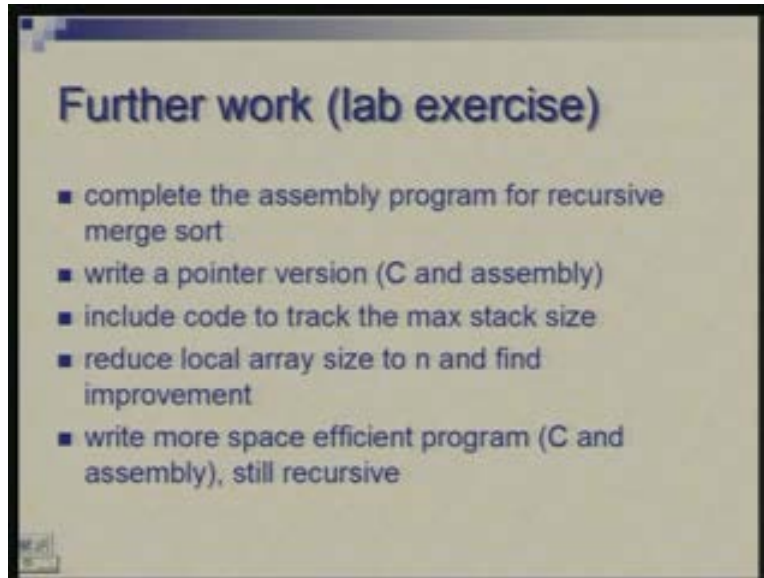 Further work (lab exercise)
complete the assembly program for recursive
merge sort
write a pointer version (C and assembly)
include code to track the max stack size
reduce local array size to n and find
improvement
write more space efficient program (C and
assembly), still recursive